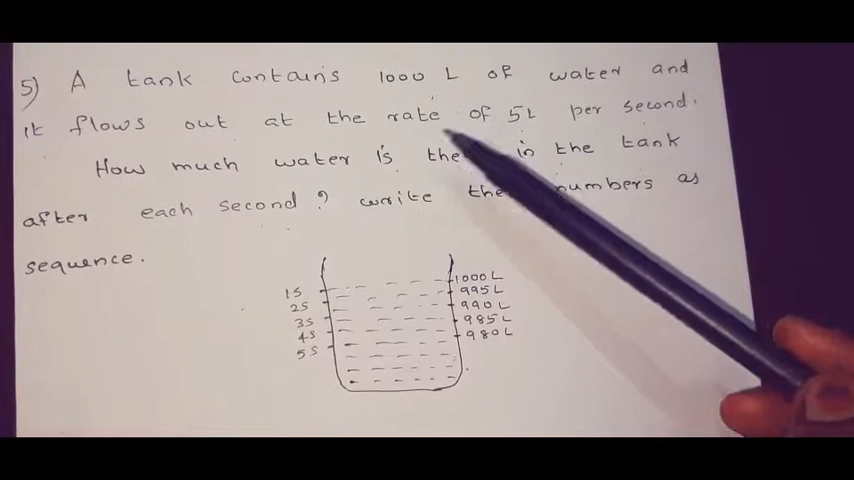 5) A tank contains 1000 L of water and
it flows out at the rate of 5L per second.
How much water is the in the tank
after each second? write the numbers as
sequence.
1000 L
1S 995 L
2S 990 L
3S 985 L
4S 980 L
5S